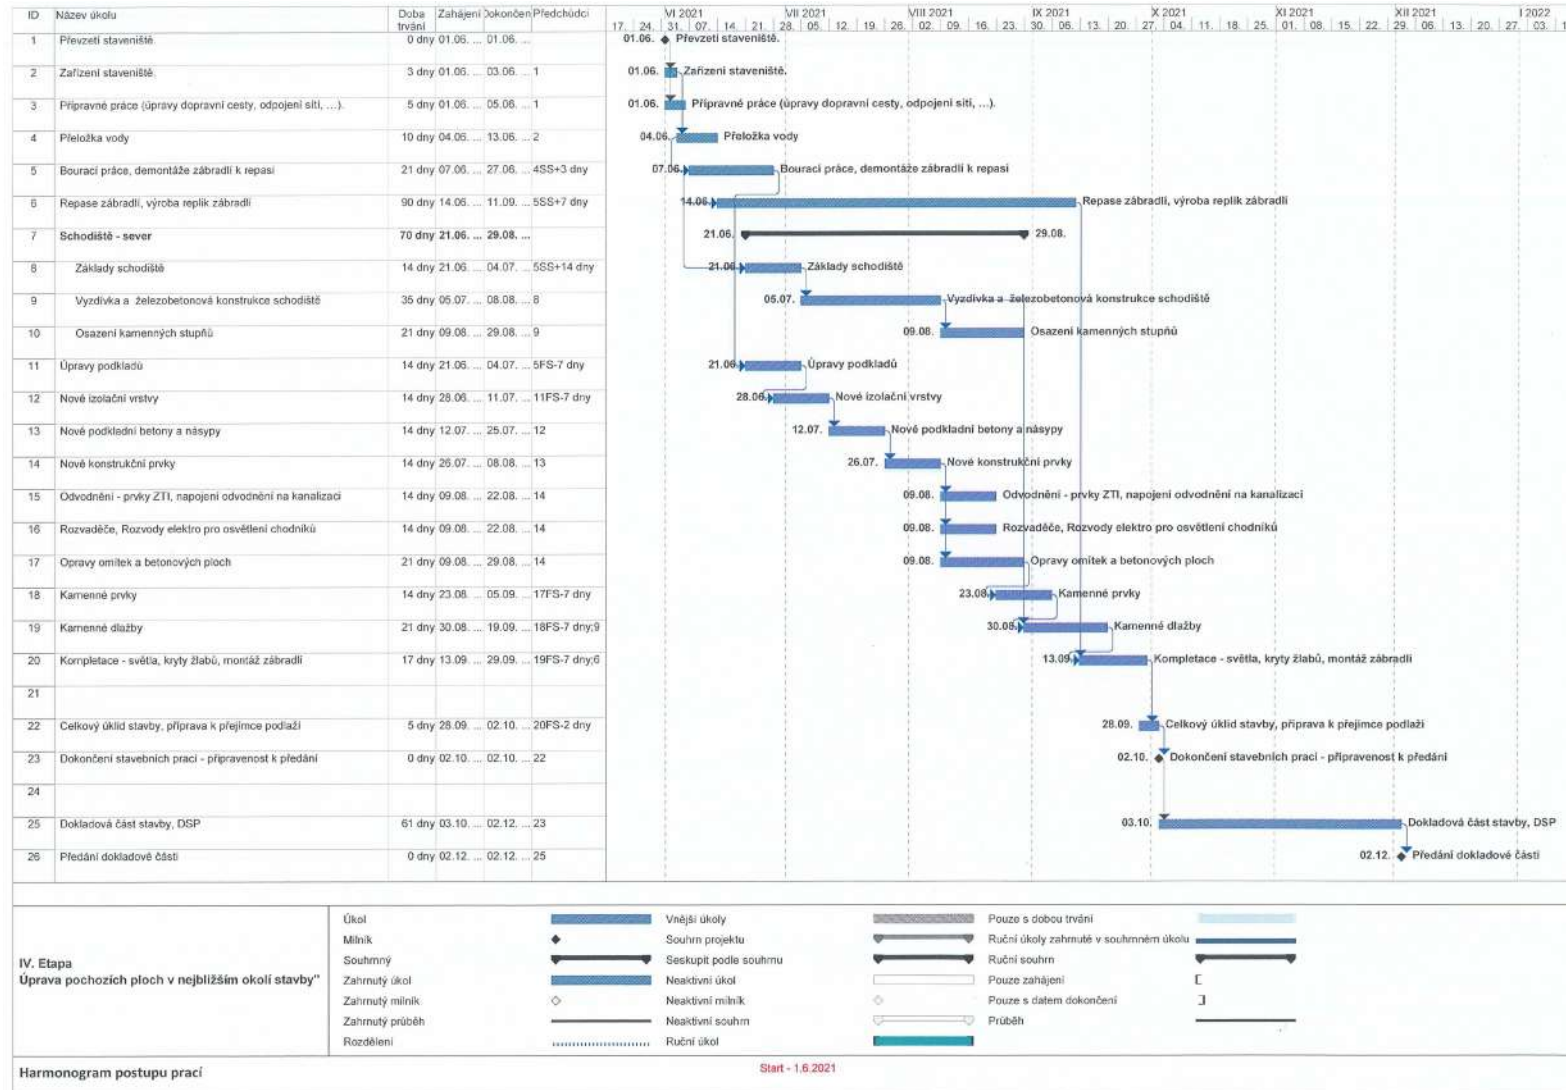 ID Název úkolu Doba trvání Zahájení Dokončení Předchůdci
VI 2021 VII 2021 VIII 2021 IX 2021 X 2021 XI 2021 XII 2021 I 2022
17. 24. 31. 07. 14. 21. 28. 05. 12. 19. 26. 02. 09. 16. 23. 30. 06. 13. 20. 27. 04. 11. 18. 25. 01. 08. 15. 22. 29. 06. 13. 20. 27. 03.
1 Převzetí staveniště. 0 dny 01.06. ... 01.06. ... 01.06. Převzetí staveniště.
2 Zařízení staveniště. 3 dny 01.06. ... 03.06. ... 1 01.06. Zařízení staveniště.
3 Přípravné práce (úpravy dopravní cesty, odpojení sítí, ...). 5 dny 01.06. ... 05.06. ... 1 01.06. Přípravné práce (úpravy dopravní cesty, odpojení sítí, ...).
4 Přeložka vody 10 dny 04.06. ... 13.06. ... 2 04.06. Přeložka vody
5 Bourací práce, demontáže zábradlí k repasi 21 dny 07.06. ... 27.06. ... 4SS+3 dny 07.06. Bourací práce, demontáže zábradlí k repasi
6 Repase zábradlí, výroba replik zábradlí 90 dny 14.06. ... 11.09. ... 5SS+7 dny 14.06. Repase zábradlí, výroba replik zábradlí
7 Schodiště - sever 70 dny 21.06. ... 29.08. ... 21.06. 29.08.
8 Základy schodiště 14 dny 21.06. ... 04.07. ... 5SS+14 dny 21.06. Základy schodiště
9 Vyzdívka a železobetonová konstrukce schodiště 35 dny 05.07. ... 08.08. ... 8 05.07. Vyzdívka a železobetonová konstrukce schodiště
10 Osazení kamenných stupňů 21 dny 09.08. ... 29.08. ... 9 09.08. Osazení kamenných stupňů
11 Úpravy podkladů 14 dny 21.06. ... 04.07. ... 5FS-7 dny 21.06. Úpravy podkladů
12 Nové izolační vrstvy 14 dny 28.06. ... 11.07. ... 11FS-7 dny 28.06. Nové izolační vrstvy
13 Nové podkladní betony a násypy 14 dny 12.07. ... 25.07. ... 12 12.07. Nové podkladní betony a násypy
14 Nové konstrukční prvky 14 dny 26.07. ... 08.08. ... 13 26.07. Nové konstrukční prvky
15 Odvodnění - prvky ZTI, napojení odvodnění na kanalizaci 14 dny 09.08. ... 22.08. ... 14 09.08. Odvodnění - prvky ZTI, napojení odvodnění na kanalizaci
16 Rozvaděče, Rozvody elektro pro osvětlení chodníků 14 dny 09.08. ... 22.08. ... 14 09.08. Rozvaděče, Rozvody elektro pro osvětlení chodníků
17 Opravy omítek a betonových ploch 21 dny 09.08. ... 29.08. ... 14 09.08. Opravy omítek a betonových ploch
18 Kamenné prvky 14 dny 23.08. ... 05.09. ... 17FS-7 dny 23.08. Kamenné prvky
19 Kamenné dlažby 21 dny 30.08. ... 19.09. ... 18FS-7 dny;9 30.08. Kamenné dlažby
20 Kompletace - světla, kryty žlabů, montáž zábradlí 17 dny 13.09. ... 29.09. ... 19FS-7 dny;6 13.09. Kompletace - světla, kryty žlabů, montáž zábradlí
21
22 Celkový úklid stavby, příprava k přejímce podlaží 5 dny 28.09. ... 02.10. ... 20FS-2 dny 28.09. Celkový úklid stavby, příprava k přejímce podlaží
23 Dokončení stavebních prací - připravenost k předání 0 dny 02.10. ... 02.10. ... 22 02.10. Dokončení stavebních prací - připravenost k předání
24
25 Dokladová část stavby, DSP 61 dny 03.10. ... 02.12. ... 23 03.10. Dokladová část stavby, DSP
26 Předání dokladové části 0 dny 02.12. ... 02.12. ... 25 02.12. Předání dokladové části
IV. Etapa
Úprava pochozích ploch v nejbližším okolí stavby"
Úkol Vnější úkoly Pouze s dobou trvání
Milník Souhrn projektu Ruční úkoly zahrnuté v souhrnném úkolu
Souhrnný Seskupit podle souhrnu Ruční souhrn
Zahrnutý úkol Neaktivní úkol Pouze zahájení
Zahrnutý milník Neaktivní milník Pouze s datem dokončení
Zahrnutý průběh Neaktivní souhrn Průběh
Rozdělení Ruční úkol
Harmonogram postupu prací Start - 1.6.2021